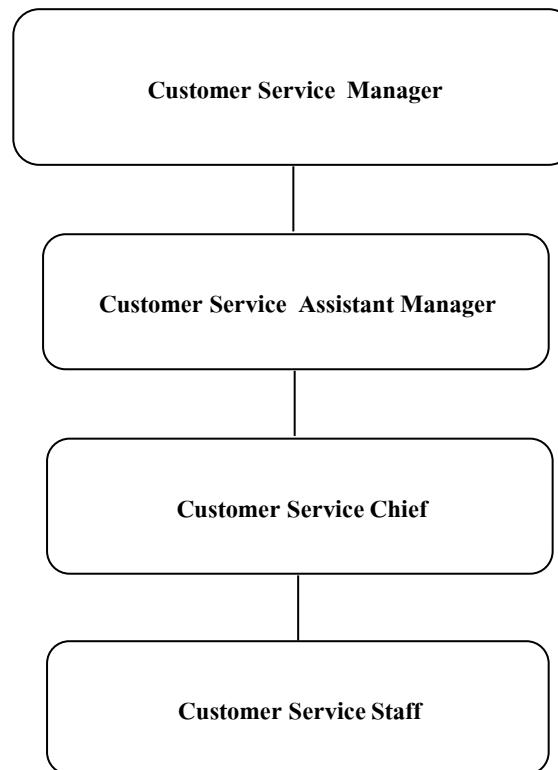 Customer Service Manager
Customer Service Assistant Manager
Customer Service Chief
Customer Service Staff